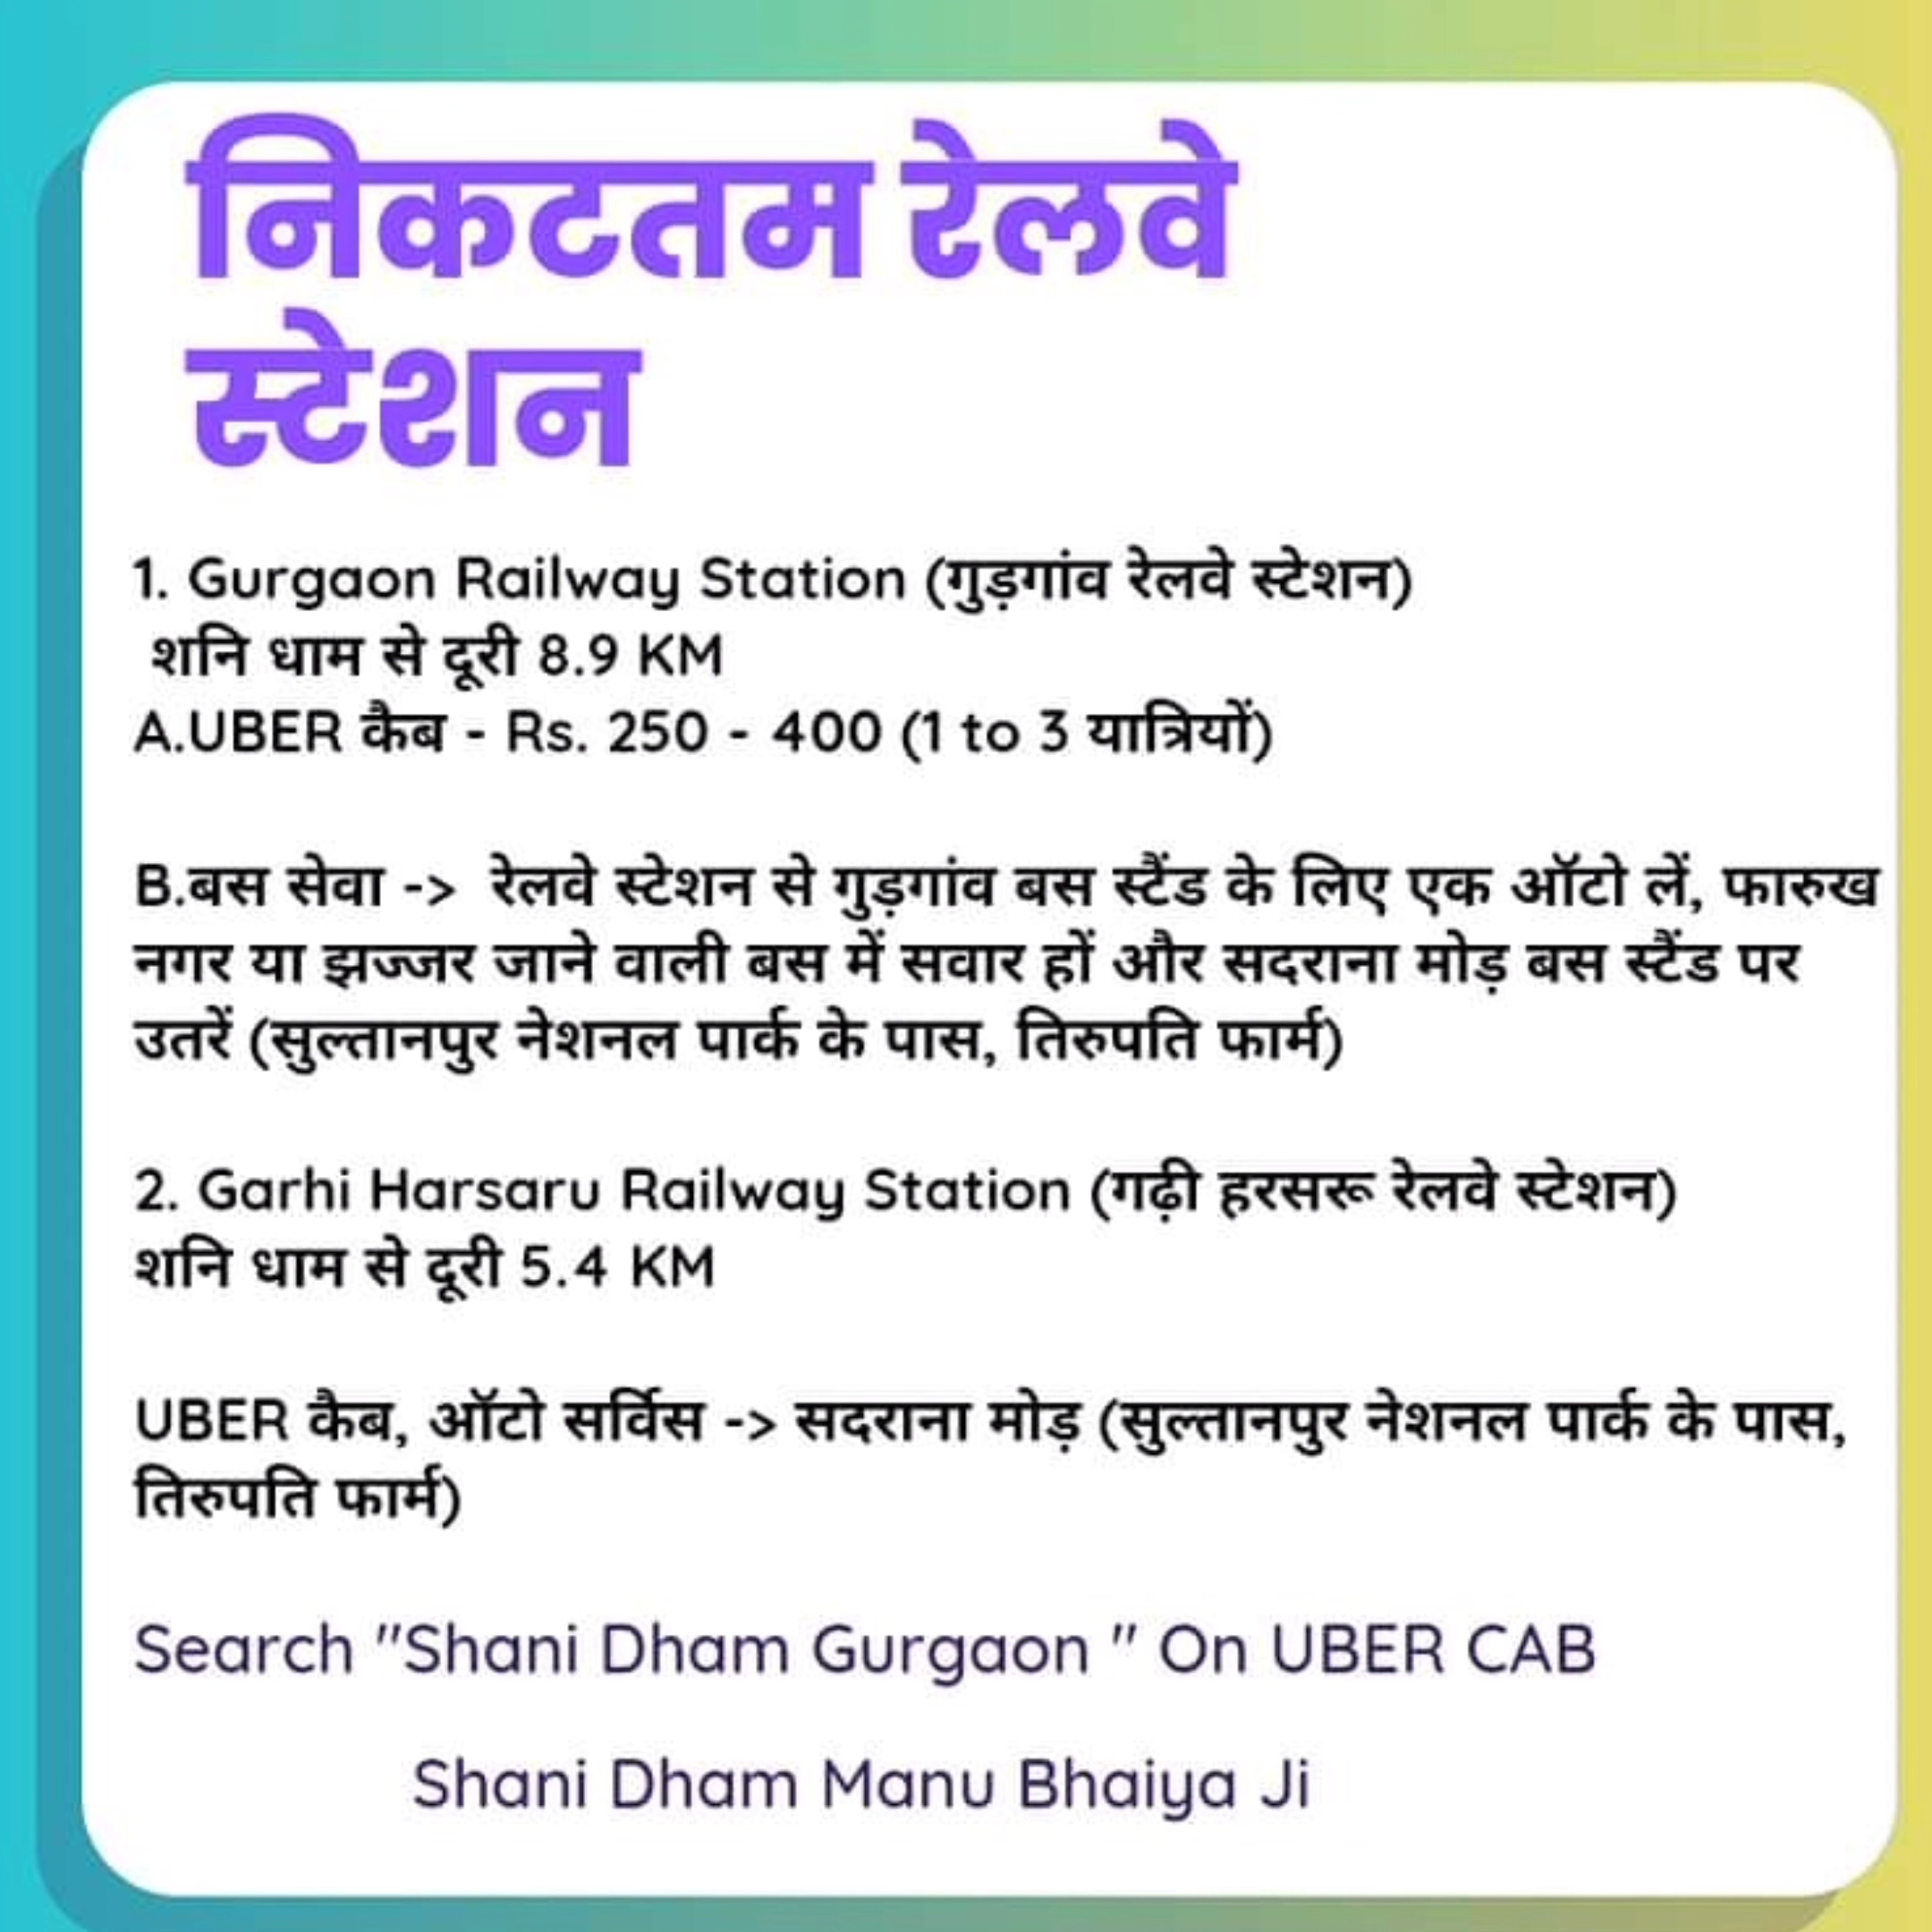 निकटतम रेलवे
स्टेशन
1. Gurgaon Railway Station (गुड़गांव रेलवे स्टेशन)
शनि धाम से दूरी 8.9 KM
A.UBER कैब - Rs. 250 - 400 (1 to 3 यात्रियों)
B.बस सेवा -> रेलवे स्टेशन से गुड़गांव बस स्टैंड के लिए एक ऑटो लें, फारुख
नगर या झज्जर जाने वाली बस में सवार हों और सदराना मोड़ बस स्टैंड पर
उतरें (सुल्तानपुर नेशनल पार्क के पास, तिरुपति फार्म)
2. Garhi Harsaru Railway Station (गढ़ी हरसरू रेलवे स्टेशन)
शनि धाम से दूरी 5.4 KM
UBER कैब, ऑटो सर्विस -> सदराना मोड़ (सुल्तानपुर नेशनल पार्क के पास,
तिरुपति फार्म)
Search "Shani Dham Gurgaon " On UBER CAB
Shani Dham Manu Bhaiya Ji